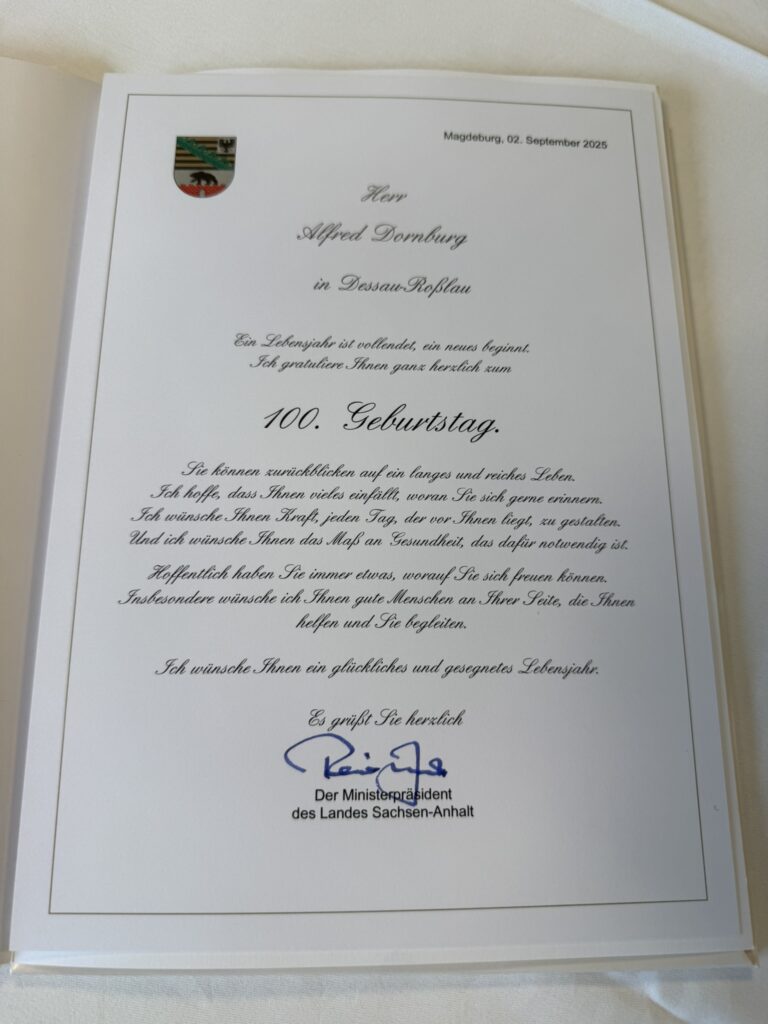 Magdeburg, 02. September 2025
Herr
Alfred Dornburg
in Dessau-Roßlau
Ein Lebensjahr ist vollendet, ein neues beginnt.
Ich gratuliere Ihnen ganz herzlich zum
100. Geburtstag.
Sie können zurückblicken auf ein langes und reiches Leben.
Ich hoffe, dass Ihnen vieles einfällt, woran Sie sich gerne erinnern.
Ich wünsche Ihnen Kraft, jeden Tag, der vor Ihnen liegt, zu gestalten.
Und ich wünsche Ihnen das Maß an Gesundheit, das dafür notwendig ist.
Hoffentlich haben Sie immer etwas, worauf Sie sich freuen können.
Insbesondere wünsche ich Ihnen gute Menschen an Ihrer Seite, die Ihnen
helfen und Sie begleiten.
Ich wünsche Ihnen ein glückliches und gesegnetes Lebensjahr.
Es grüßt Sie herzlich
Der Ministerpräsident
des Landes Sachsen-Anhalt